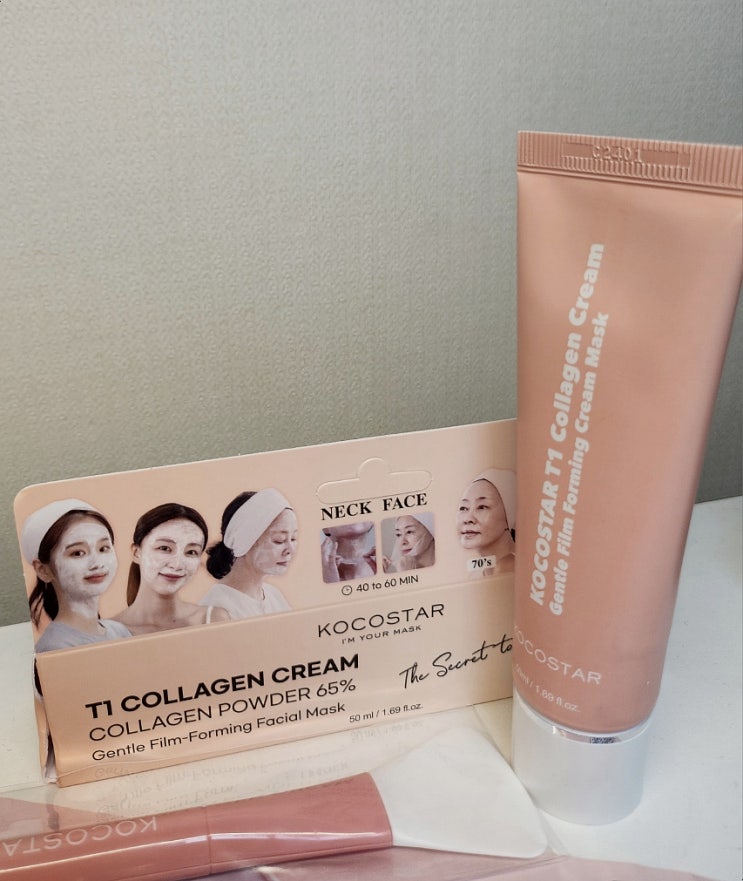 C2401
KOCOSTAR T1 Collagen Cream
Gentle Film Forming Cream Mask
KOCOSTAR
50ml / 1.69 fl.oz.
NECK FACE
40 to 60 MIN
70's
KOCOSTAR
I'M YOUR MASK
T1 COLLAGEN CREAM
COLLAGEN POWDER 65%
Gentle Film-Forming Facial Mask
The Secret to
50 ml / 1.69 fl.oz.
KOCOSTA